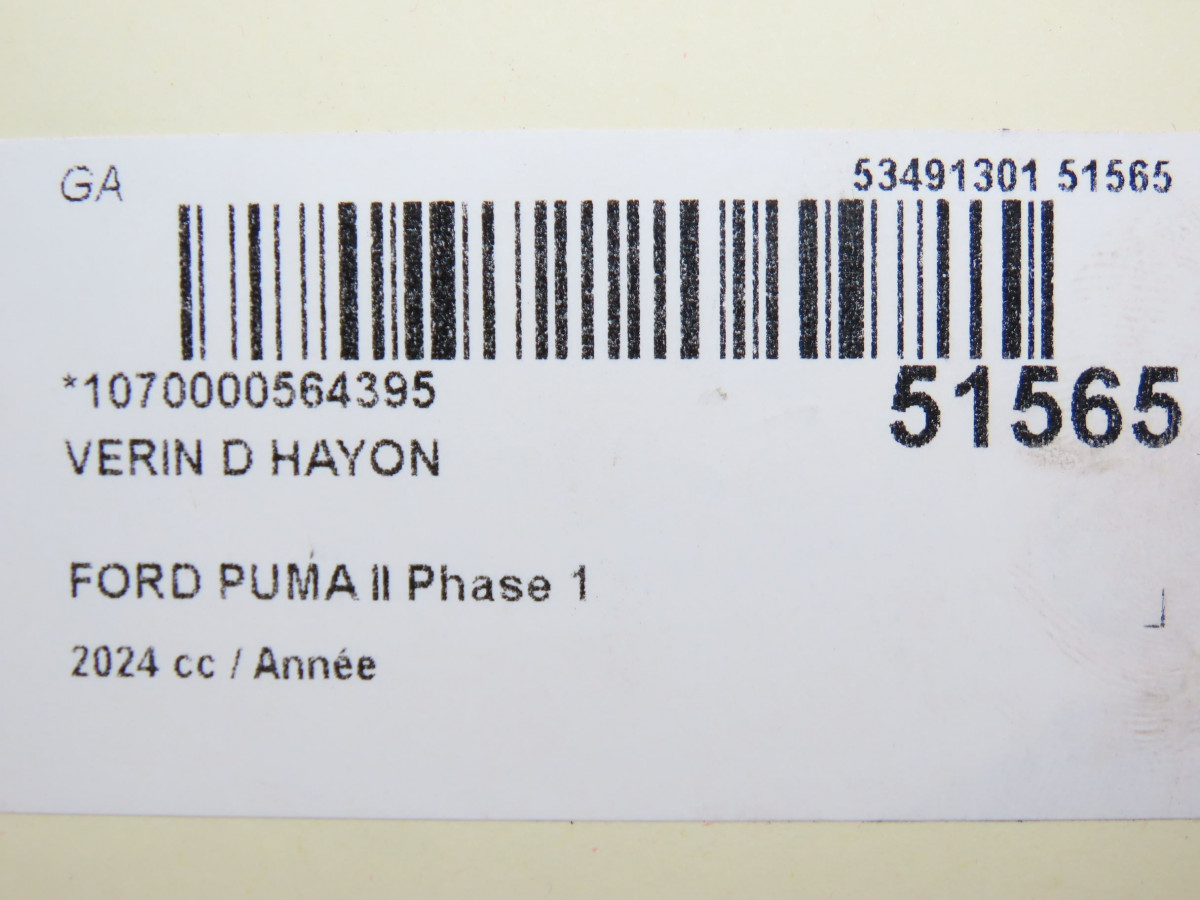 GA
53491301 51565
*1070000564395
51565
VERIN D HAYON
FORD PUMA II Phase 1
2024 cc / Année